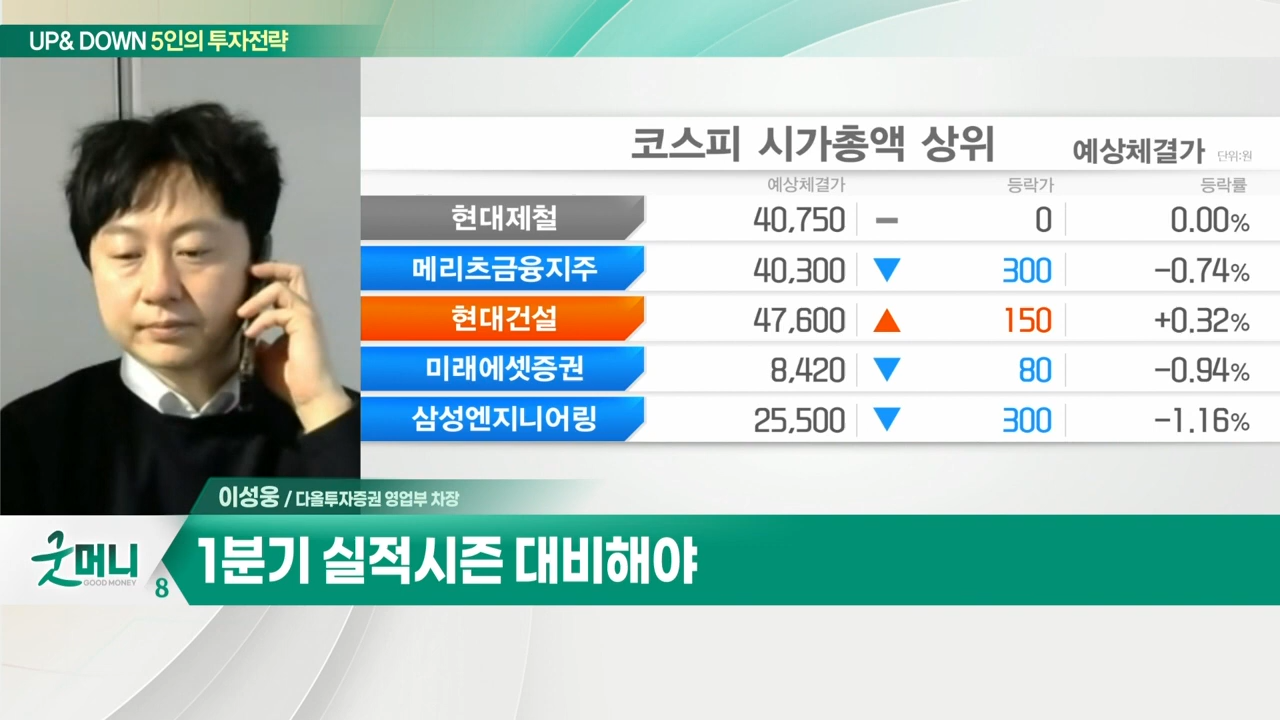 UP& DOWN 5인의 투자전략
코스피 시가총액 상위 예상체결가 단위:원
예상체결가 등락가 등락률
현대제철 40,750 0 0.00%
메리츠금융지주 40,300 ▼ 300 -0.74%
현대건설 47,600 ▲ 150 +0.32%
미래에셋증권 8,420 ▼ 80 -0.94%
삼성엔지니어링 25,500 ▼ 300 -1.16%
이성웅 / 다올투자증권 영업부 차장
굿머니 GOOD MONEY 8
1분기 실적시즌 대비해야